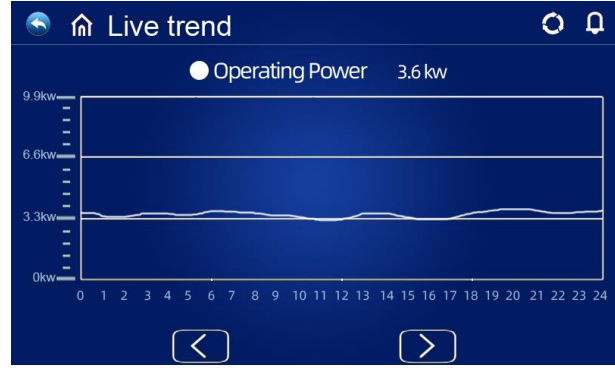 Live trend
Operating Power 3.6 kw
9.9kw
6.6kw
3.3kw
0kw
0 1 2 3 4 5 6 7 8 9 10 11 12 13 14 15 16 17 18 19 20 21 22 23 24